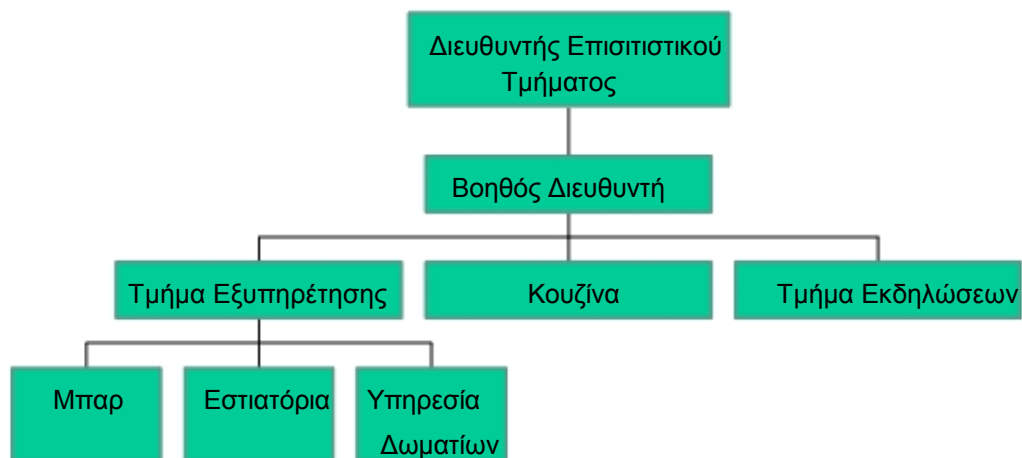 Διευθυντής Επισιτιστικού
Τμήματος
Βοηθός Διευθυντή
Τμήμα Εξυπηρέτησης
Κουζίνα
Τμήμα Εκδηλώσεων
Μπαρ
Εστιατόρια
Υπηρεσία
Δωματίων